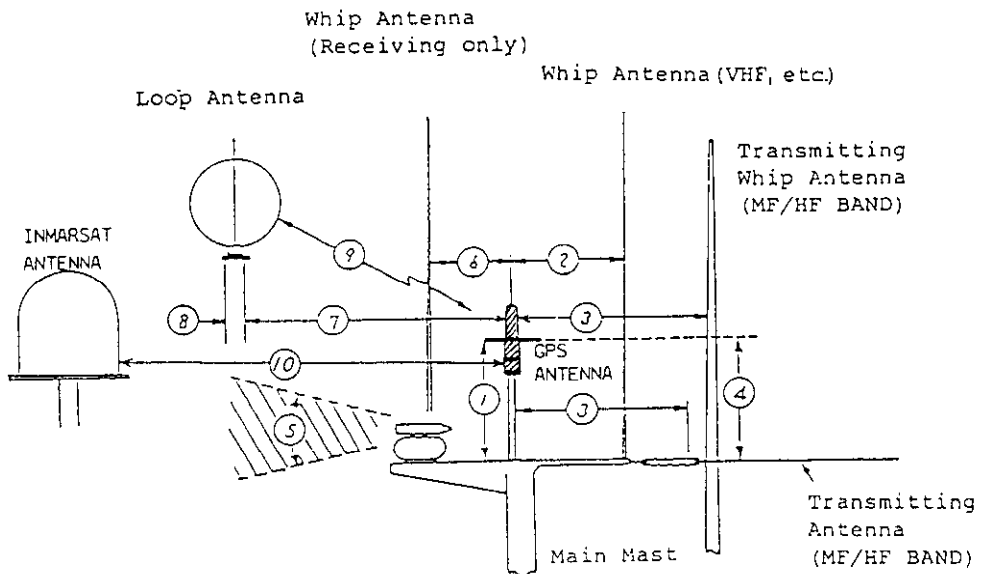 Whip Antenna
(Receiving only)
Whip Antenna (VHF, etc.)
Loop Antenna
Transmitting
Whip Antenna
(MF/HF BAND)
INMARSAT
ANTENNA
9
6
2
8
7
3
GPS
ANTENNA
10
1
3
4
5
Transmitting
Antenna
(MF/HF BAND)
Main Mast